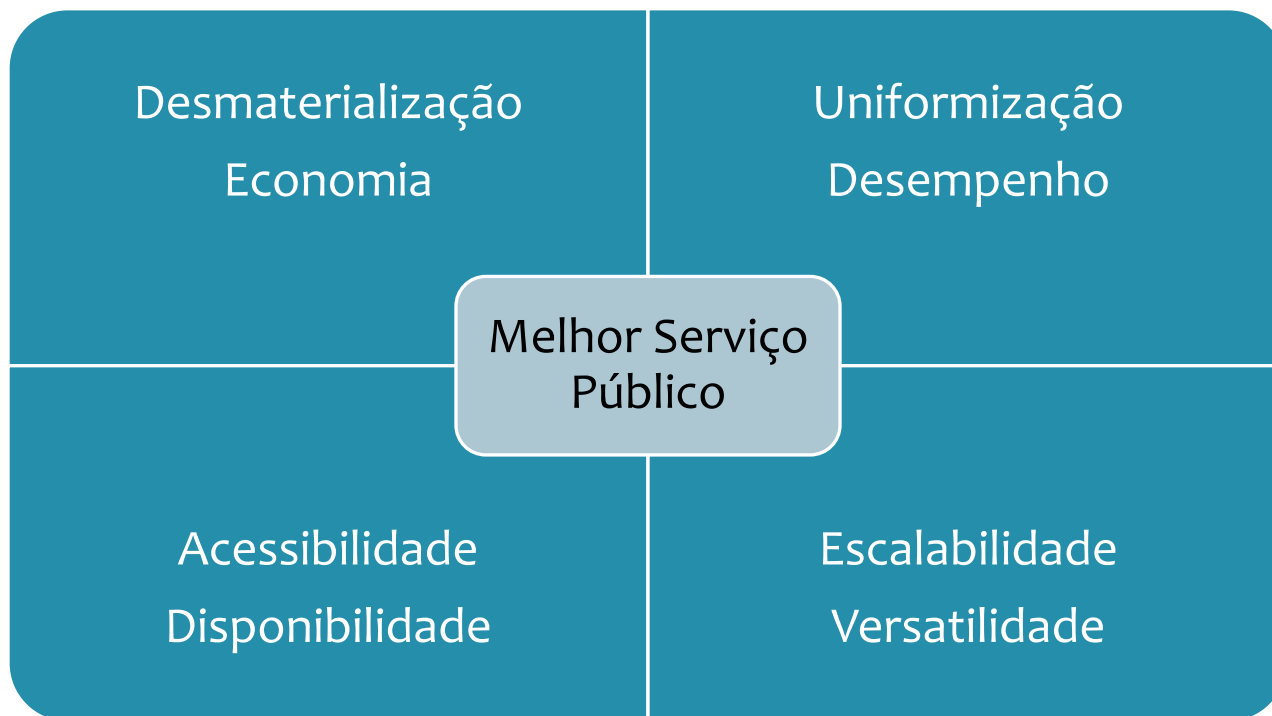 Desmaterialização
Economia
Uniformização
Desempenho
Melhor Serviço
Público
Acessibilidade
Disponibilidade
Escalabilidade
Versatilidade